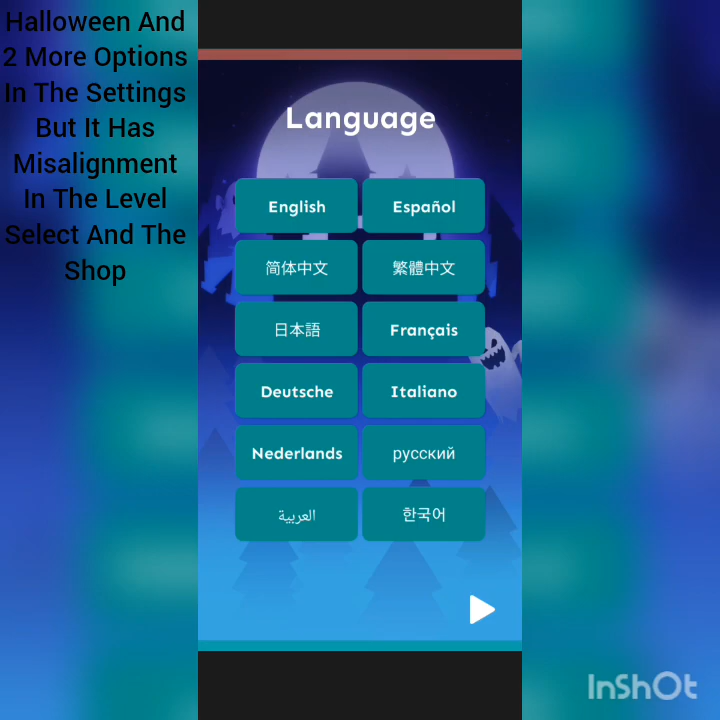 Halloween And
2 More Options
In The Settings
But It Has
Misalignment
In The Level
Select And The
Shop
Language
English
Español
简体中文
繁體中文
日本語
Français
Deutsche
Italiano
Nederlands
русский
العربية
한국어
InShOt